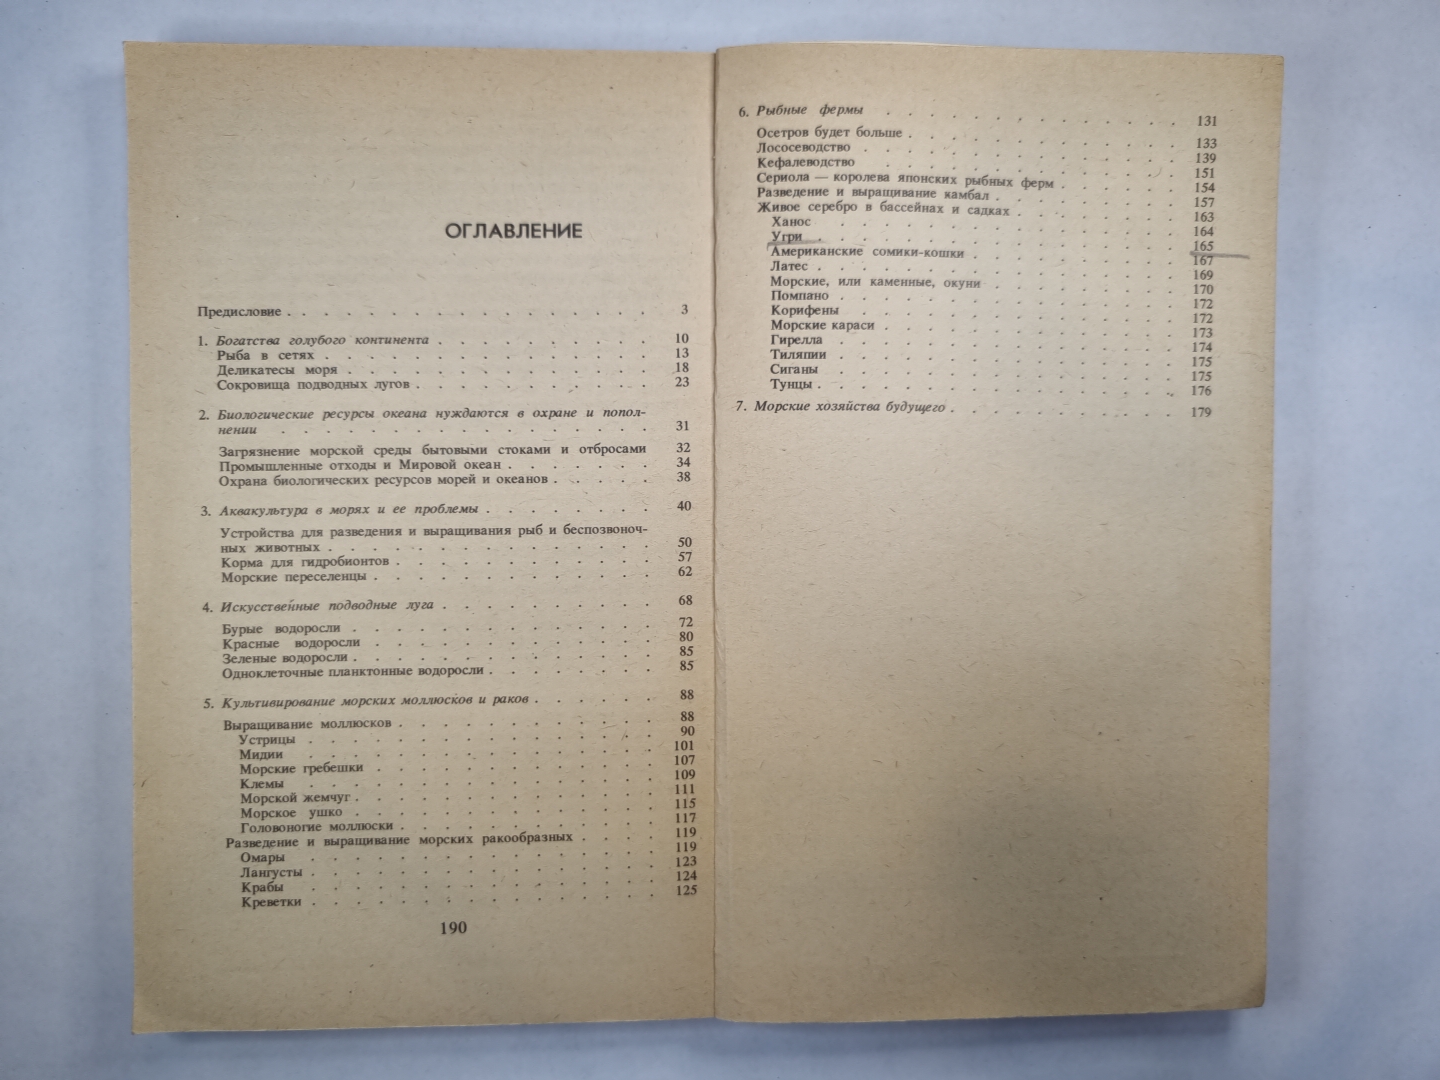 ОГЛАВЛЕНИЕ
Предисловие . . . . . . . . . . . . . . . . 3
1. Богатства голубого континента . . . . . . . . . 10
Рыба в сетях . . . . . . . . . . . . . 13
Деликатесы моря . . . . . . . . . . . . 18
Сокровища подводных лугов . . . . . . . . . . 23
2. Биологические ресурсы океана нуждаются в охране и попол-
нении . . . . . . . . . . . . . . . . 31
Загрязнение морской среды бытовыми стоками и отбросами 32
Промышленные отходы и Мировой океан . . . . . . 34
Охрана биологических ресурсов морей и океанов . . . . . 38
3. Аквакультура в морях и ее проблемы . . . . . . . 40
Устройства для разведения и выращивания рыб и беспозвоноч-
ных животных . . . . . . . . . . . . . 50
Корма для гидробионтов . . . . . . . . . . . 57
Морские переселенцы . . . . . . . . . . . . 62
4. Искусственные подводные луга . . . . . . . . . 68
Бурые водоросли . . . . . . . . . . . . 72
Красные водоросли . . . . . . . . . . . 80
Зеленые водоросли . . . . . . . . . . . . 85
Одноклеточные планктонные водоросли . . . . . . . 85
5. Культивирование морских моллюсков и раков . . . . . 88
Выращивание моллюсков . . . . . . . . . . 88
Устрицы . . . . . . . . . . . . . 90
Мидии . . . . . . . . . . . . . 101
Морские гребешки . . . . . . . . . . . 107
Клемы . . . . . . . . . . . . . 109
Морской жемчуг . . . . . . . . . . . 111
Морское ушко . . . . . . . . . . . 115
Головоногие моллюски . . . . . . . . . . 117
Разведение и выращивание морских ракообразных . . . . 119
Омары . . . . . . . . . . . . . 119
Лангусты . . . . . . . . . . . . . 123
Крабы . . . . . . . . . . . . . 124
Креветки . . . . . . . . . . . . . 125
190
6. Рыбные фермы . . . . . . . . . . . 131
Осетров будет больше . . . . . . . . . . 133
Лососеводство . . . . . . . . . . . 139
Кефалеводство . . . . . . . . . . . 151
Сериола — королева японских рыбных ферм . . . . . 154
Разведение и выращивание камбал . . . . . . . 157
Живое серебро в бассейнах и садках . . . . . . 163
Ханос . . . . . . . . . . . . 164
Угри . . . . . . . . . . . . . 165
Американские сомики-кошки . . . . . . . . 167
Латес . . . . . . . . . . . . . 169
Морские, или каменные, окуни . . . . . . . 170
Помпано . . . . . . . . . . . . 172
Корифены . . . . . . . . . . . 172
Морские караси . . . . . . . . . . . 173
Гирелла . . . . . . . . . . . . 174
Тиляпии . . . . . . . . . . . . 175
Сиганы . . . . . . . . . . . . 175
Тунцы . . . . . . . . . . . . . 176
7. Морские хозяйства будущего . . . . . . . . . 179